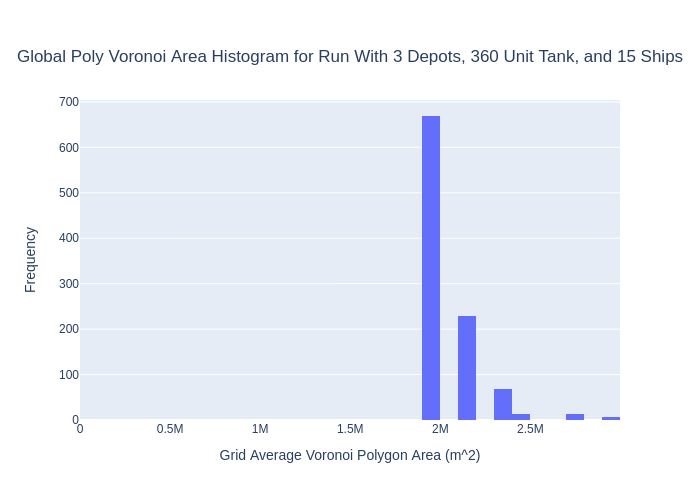 Global Poly Voronoi Area Histogram for Run With 3 Depots, 360 Unit Tank, and 15 Ships
700
600
500
400
300
200
100
0
Frequency
0 0.5M 1M 1.5M 2M 2.5M
Grid Average Voronoi Polygon Area (m^2)